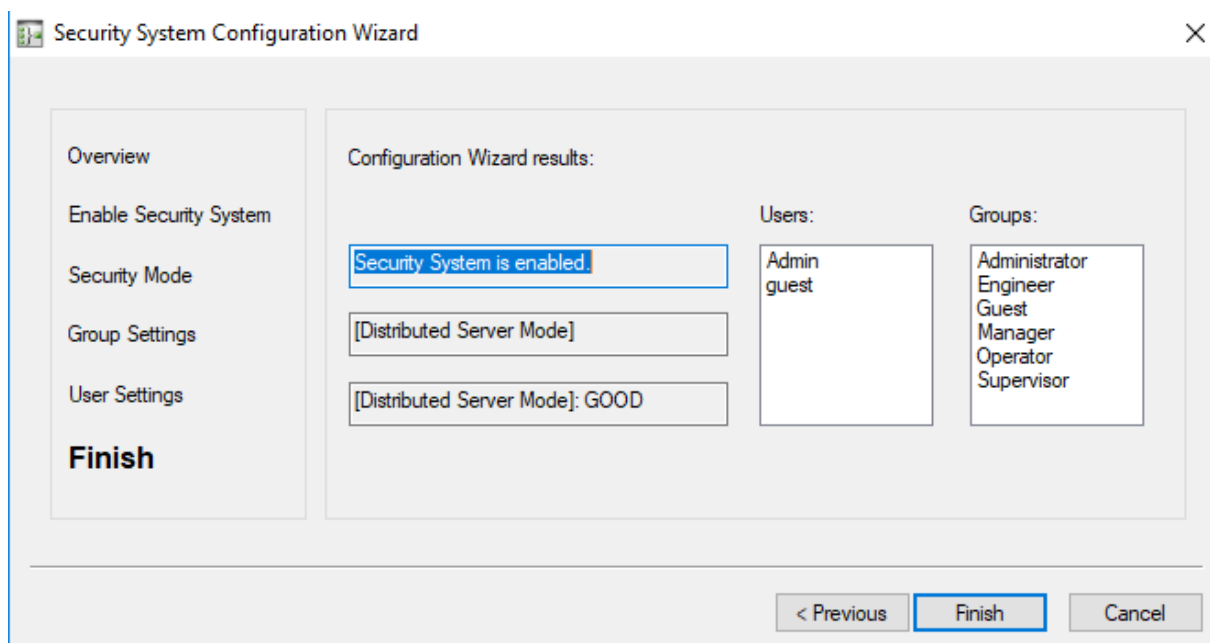 Security System Configuration Wizard
Overview
Enable Security System
Security Mode
Group Settings
User Settings
Finish
Configuration Wizard results:
Security System is enabled.
[Distributed Server Mode]
[Distributed Server Mode]: GOOD
Users:
Admin
guest
Groups:
Administrator
Engineer
Guest
Manager
Operator
Supervisor
< Previous
Finish
Cancel